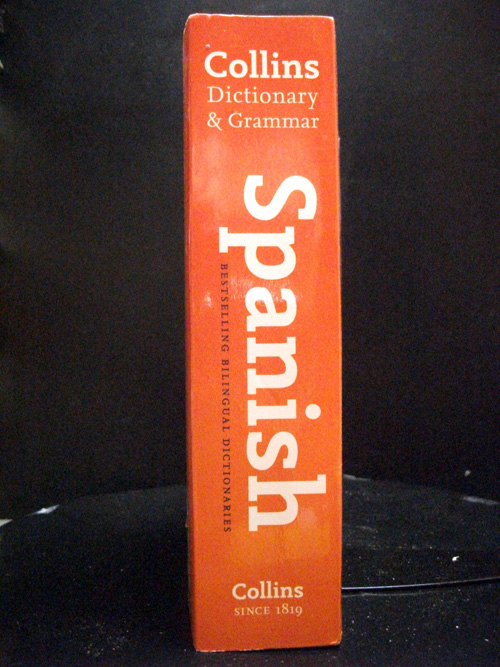 Collins
Dictionary
& Grammar
Spanish
BESTSELLING BILINGUAL DICTIONARIES
Collins
SINCE 1819